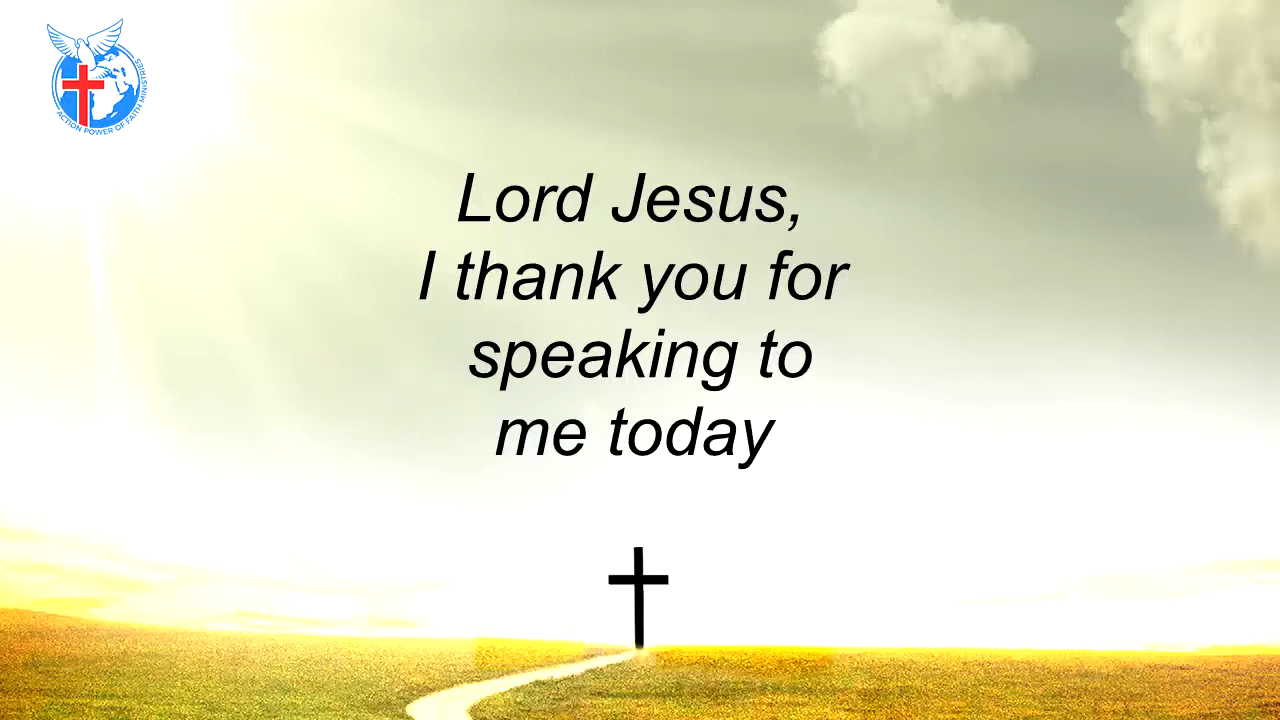 ACTION POWER OF FAITH MINISTRIES
Lord Jesus,
I thank you for
speaking to
me today